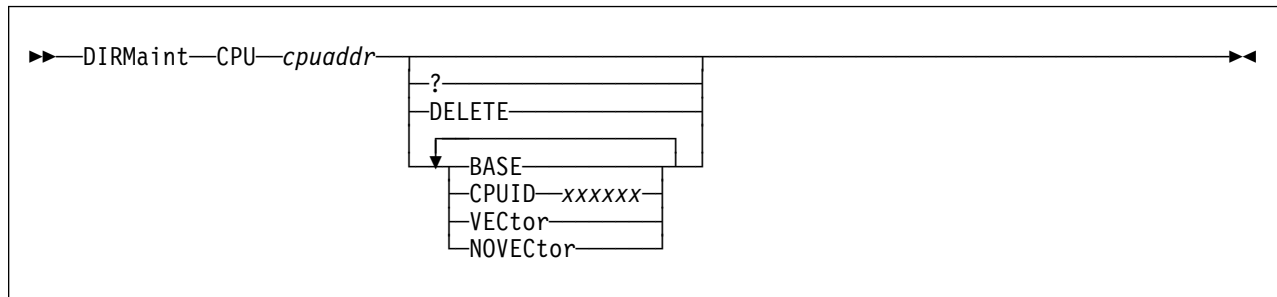 ►►──DIRMaint──CPU──cpuaddr──►◄
?
DELETE
BASE
CPUID──xxxxxx
VECtor
NOVECtor